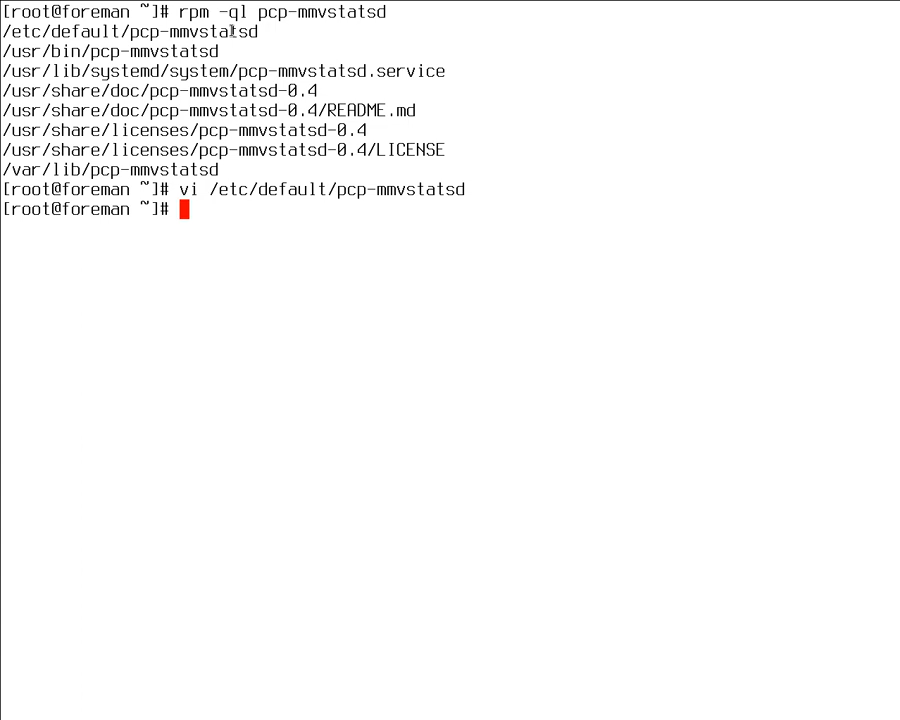 [root@foreman ~]# rpm -ql pcp-mmvstatsd
/etc/default/pcp-mmvstatsd
/usr/bin/pcp-mmvstatsd
/usr/lib/systemd/system/pcp-mmvstatsd.service
/usr/share/doc/pcp-mmvstatsd-0.4
/usr/share/doc/pcp-mmvstatsd-0.4/README.md
/usr/share/licenses/pcp-mmvstatsd-0.4
/usr/share/licenses/pcp-mmvstatsd-0.4/LICENSE
/var/lib/pcp-mmvstatsd
[root@foreman ~]# vi /etc/default/pcp-mmvstatsd
[root@foreman ~]#